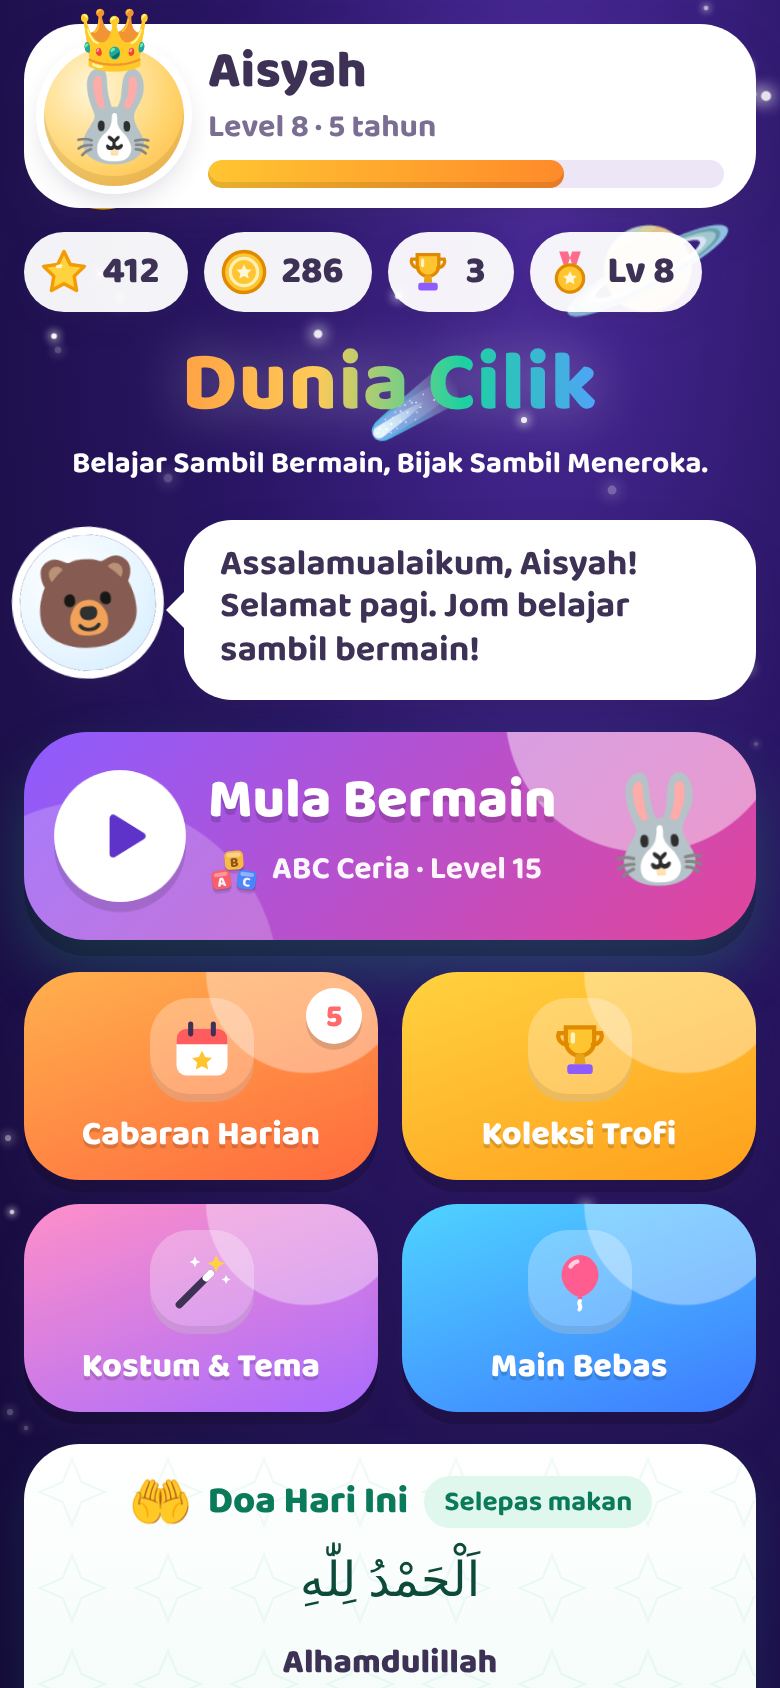 Aisyah
Level 8 · 5 tahun
412
286
3
Lv 8
Dunia Cilik
Belajar Sambil Bermain, Bijak Sambil Meneroka.
Assalamualaikum, Aisyah!
Selamat pagi. Jom belajar
sambil bermain!
Mula Bermain
A B C
ABC Ceria · Level 15
5
Cabaran Harian
Koleksi Trofi
Kostum & Tema
Main Bebas
Doa Hari Ini
Selepas makan
اَلْحَمْدُ لِلّٰهِ
Alhamdulillah